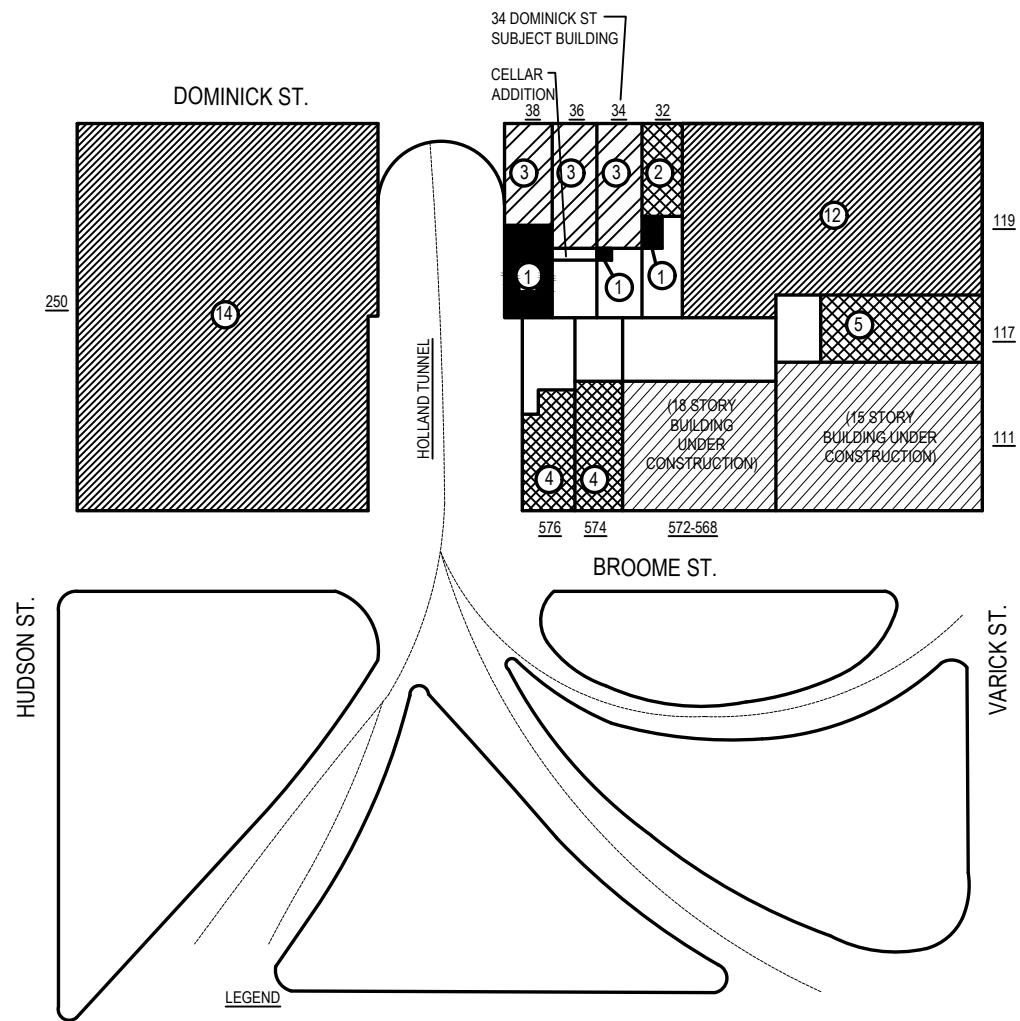 34 DOMINICK ST
SUBJECT BUILDING
CELLAR
ADDITION
DOMINICK ST.
38
36
34
32
3
3
3
2
12
119
1
1
1
250
14
5
117
HOLLAND TUNNEL
(18 STORY
BUILDING
UNDER
CONSTRUCTION)
(15 STORY
BUILDING UNDER
CONSTRUCTION)
111
4
4
576
574
572-568
BROOME ST.
HUDSON ST.
VARICK ST.
LEGEND